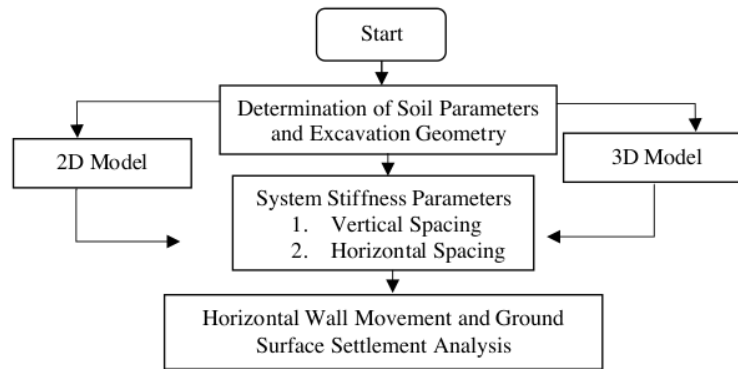 Start
Determination of Soil Parameters
and Excavation Geometry
2D Model
3D Model
System Stiffness Parameters
1. Vertical Spacing
2. Horizontal Spacing
Horizontal Wall Movement and Ground
Surface Settlement Analysis